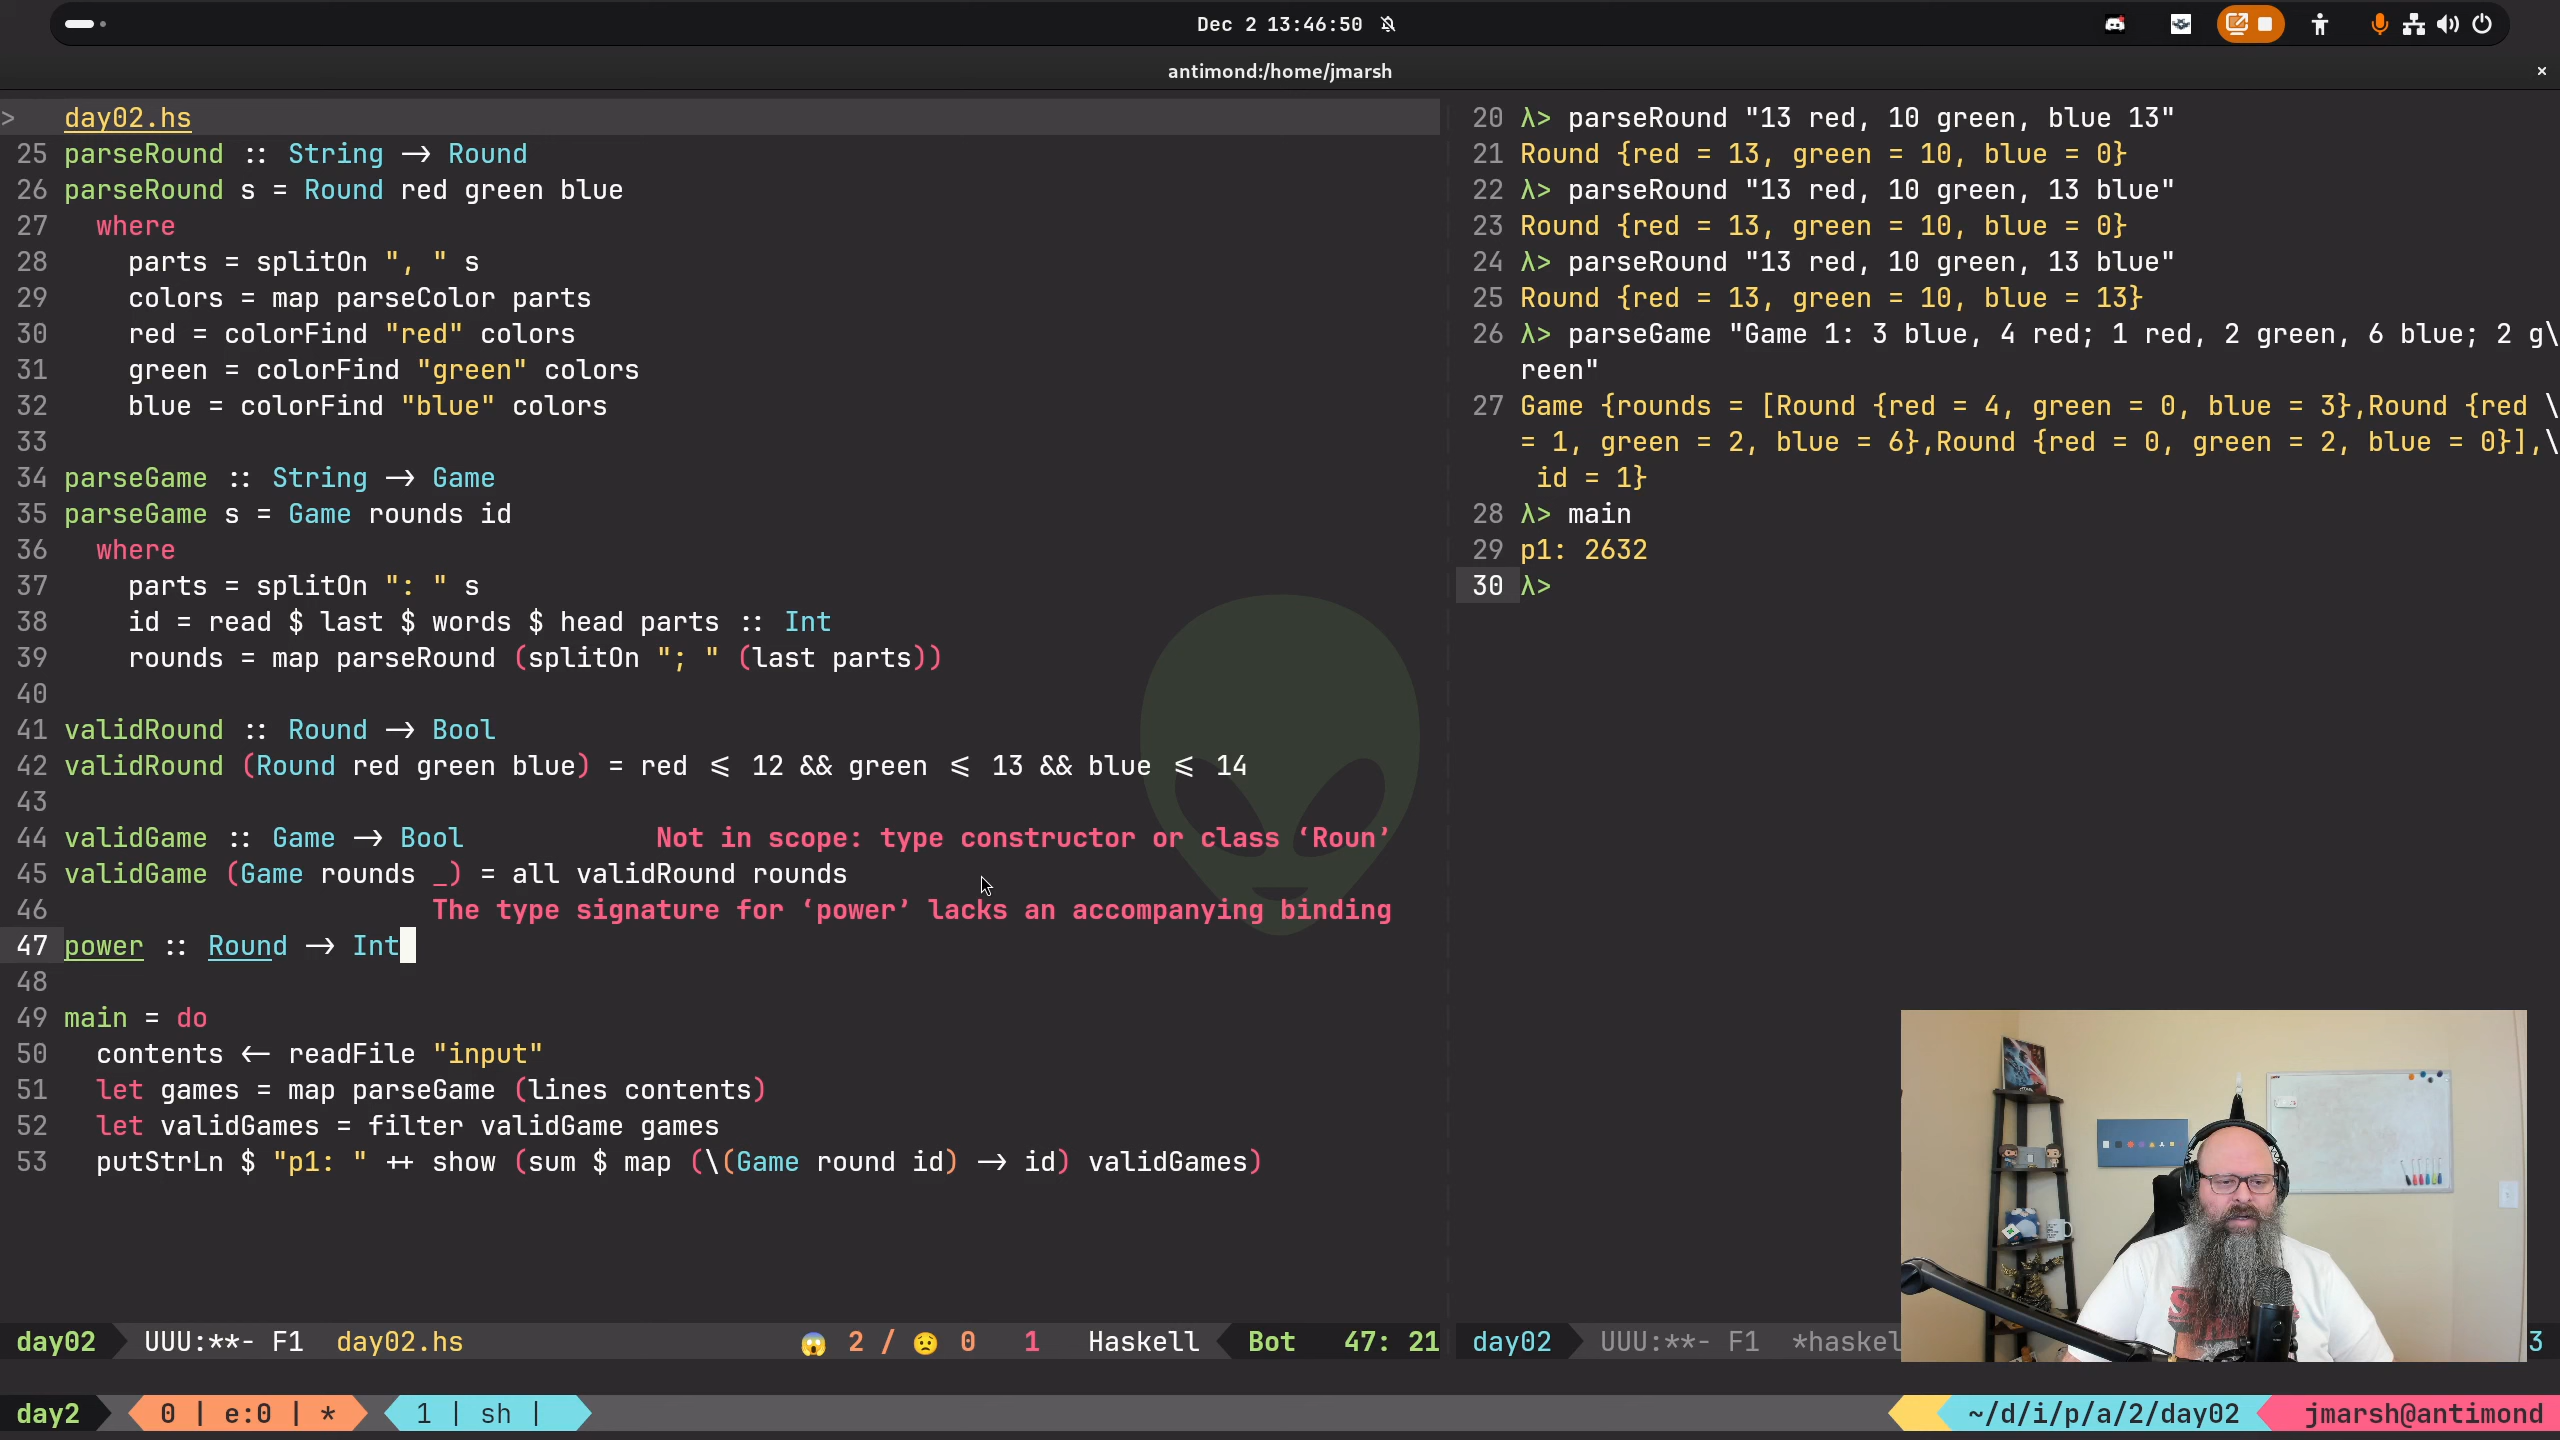 Dec 2 13:46:50
antimond:/home/jmarsh
×
> day02.hs
25 parseRound :: String -> Round
26 parseRound s = Round red green blue
27 where
28 parts = splitOn ", " s
29 colors = map parseColor parts
30 red = colorFind "red" colors
31 green = colorFind "green" colors
32 blue = colorFind "blue" colors
33
34 parseGame :: String -> Game
35 parseGame s = Game rounds id
36 where
37 parts = splitOn ": " s
38 id = read $ last $ words $ head parts :: Int
39 rounds = map parseRound (splitOn "; " (last parts))
40
41 validRound :: Round -> Bool
42 validRound (Round red green blue) = red <= 12 && green <= 13 && blue <= 14
43
44 validGame :: Game -> Bool Not in scope: type constructor or class ‘Roun’
45 validGame (Game rounds _) = all validRound rounds
46 The type signature for ‘power’ lacks an accompanying binding
47 power :: Round -> Int
48
49 main = do
50 contents <- readFile "input"
51 let games = map parseGame (lines contents)
52 let validGames = filter validGame games
53 putStrLn $ "p1: " ++ show (sum $ map (\(Game round id) -> id) validGames)
day02 UUU:**- F1 day02.hs 2 / 0 1 Haskell Bot 47: 21
20 λ> parseRound "13 red, 10 green, blue 13"
21 Round {red = 13, green = 10, blue = 0}
22 λ> parseRound "13 red, 10 green, 13 blue"
23 Round {red = 13, green = 10, blue = 0}
24 λ> parseRound "13 red, 10 green, 13 blue"
25 Round {red = 13, green = 10, blue = 13}
26 λ> parseGame "Game 1: 3 blue, 4 red; 1 red, 2 green, 6 blue; 2 g\
reen"
27 Game {rounds = [Round {red = 4, green = 0, blue = 3},Round {red \
= 1, green = 2, blue = 6},Round {red = 0, green = 2, blue = 0}],\
id = 1}
28 λ> main
29 p1: 2632
30 λ>
day02 UUU:**- F1 *haskel 3
day2 0 | e:0 | * 1 | sh | ~/d/i/p/a/2/day02 jmarsh@antimond